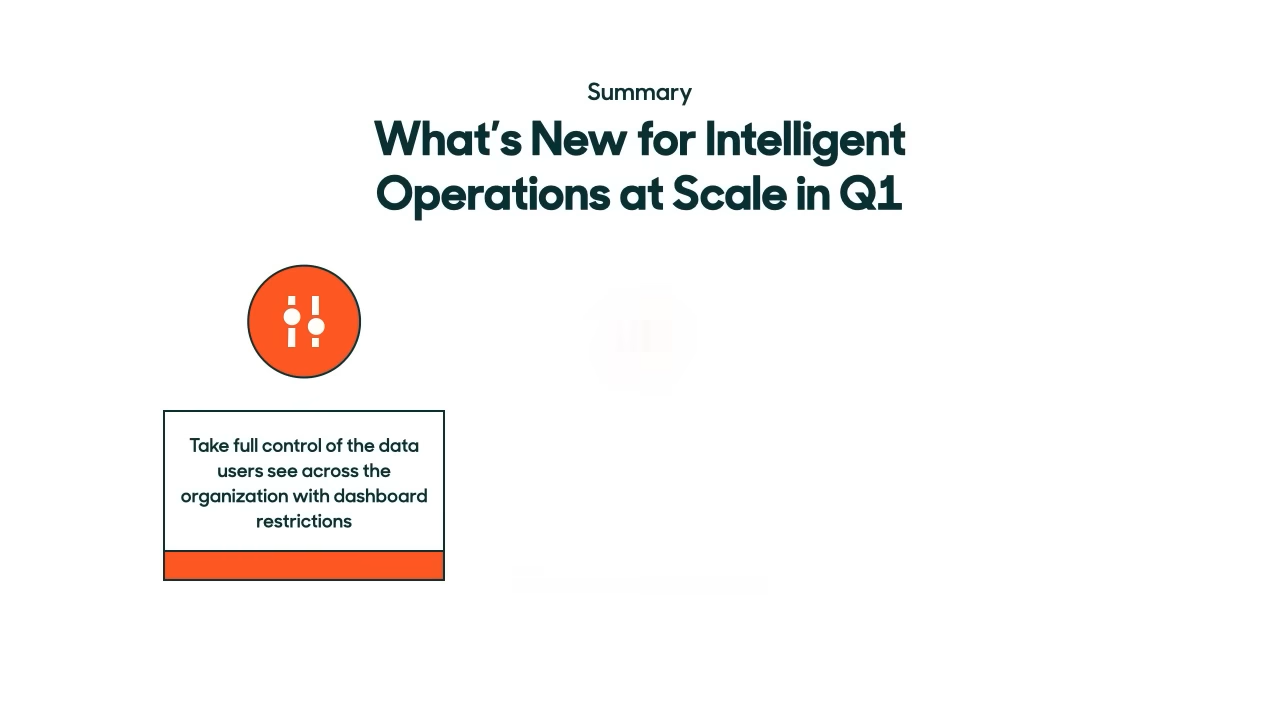 Summary
What’s New for Intelligent
Operations at Scale in Q1
Take full control of the data
users see across the
organization with dashboard
restrictions